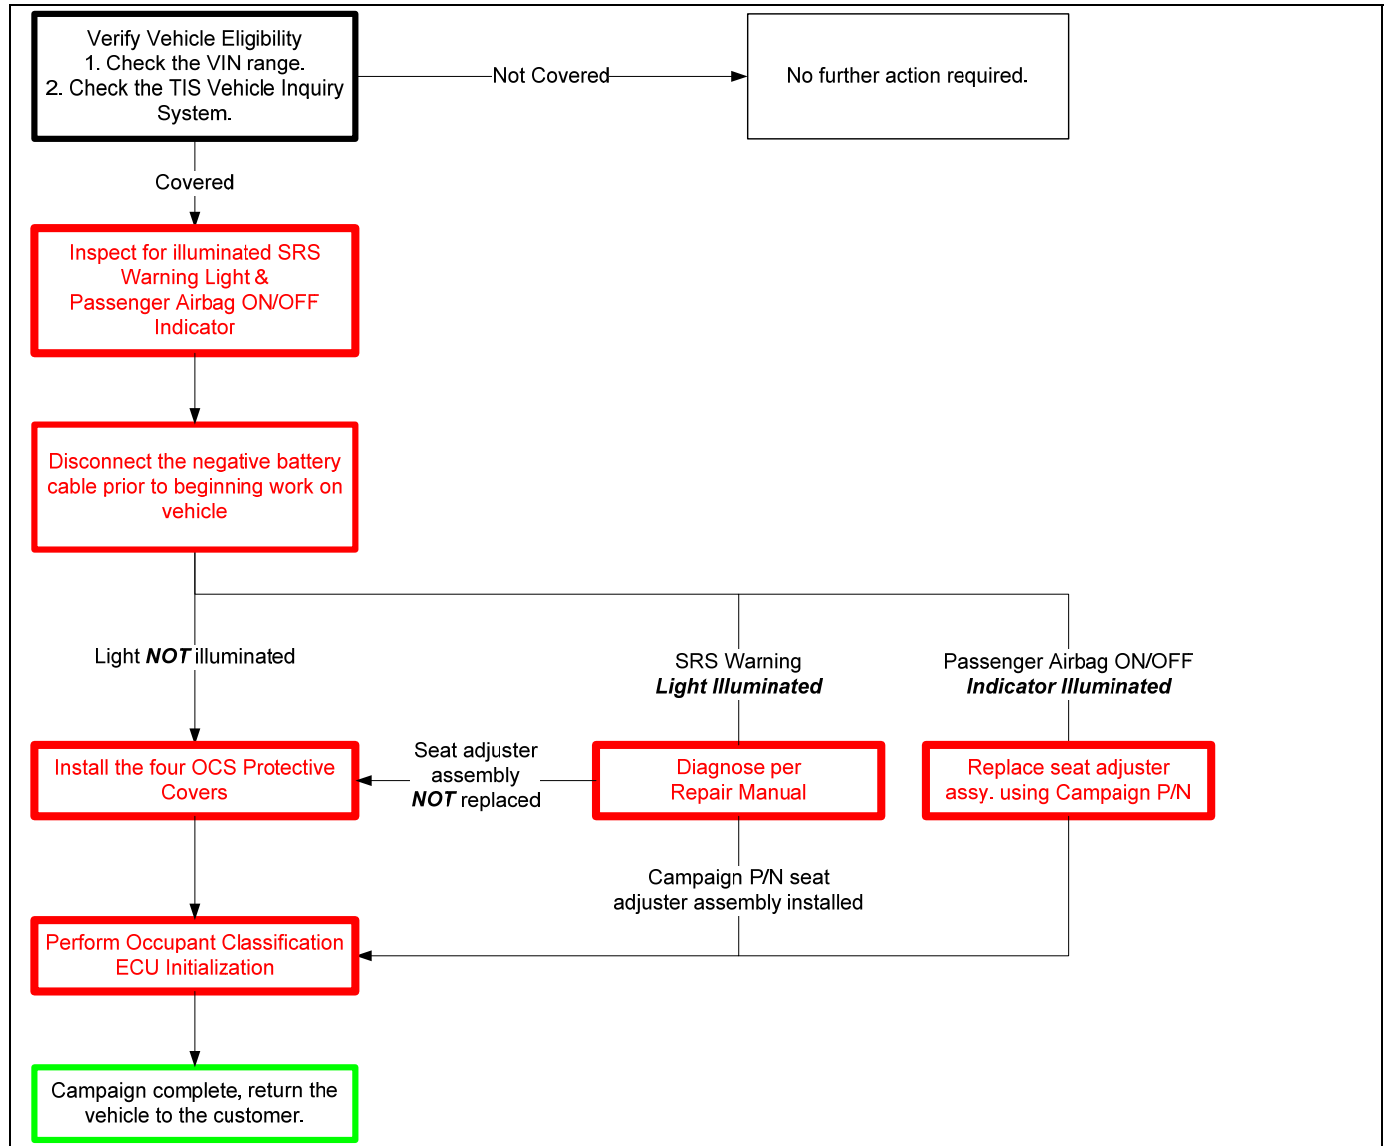 Verify Vehicle Eligibility
1. Check the VIN range.
2. Check the TIS Vehicle Inquiry
System.
Not Covered
No further action required.
Covered
Inspect for illuminated SRS
Warning Light &
Passenger Airbag ON/OFF
Indicator
Disconnect the negative battery
cable prior to beginning work on
vehicle
Light NOT illuminated
SRS Warning
Light Illuminated
Passenger Airbag ON/OFF
Indicator Illuminated
Install the four OCS Protective
Covers
Seat adjuster
assembly
NOT replaced
Diagnose per
Repair Manual
Replace seat adjuster
assy. using Campaign P/N
Campaign P/N seat
adjuster assembly installed
Perform Occupant Classification
ECU Initialization
Campaign complete, return the
vehicle to the customer.